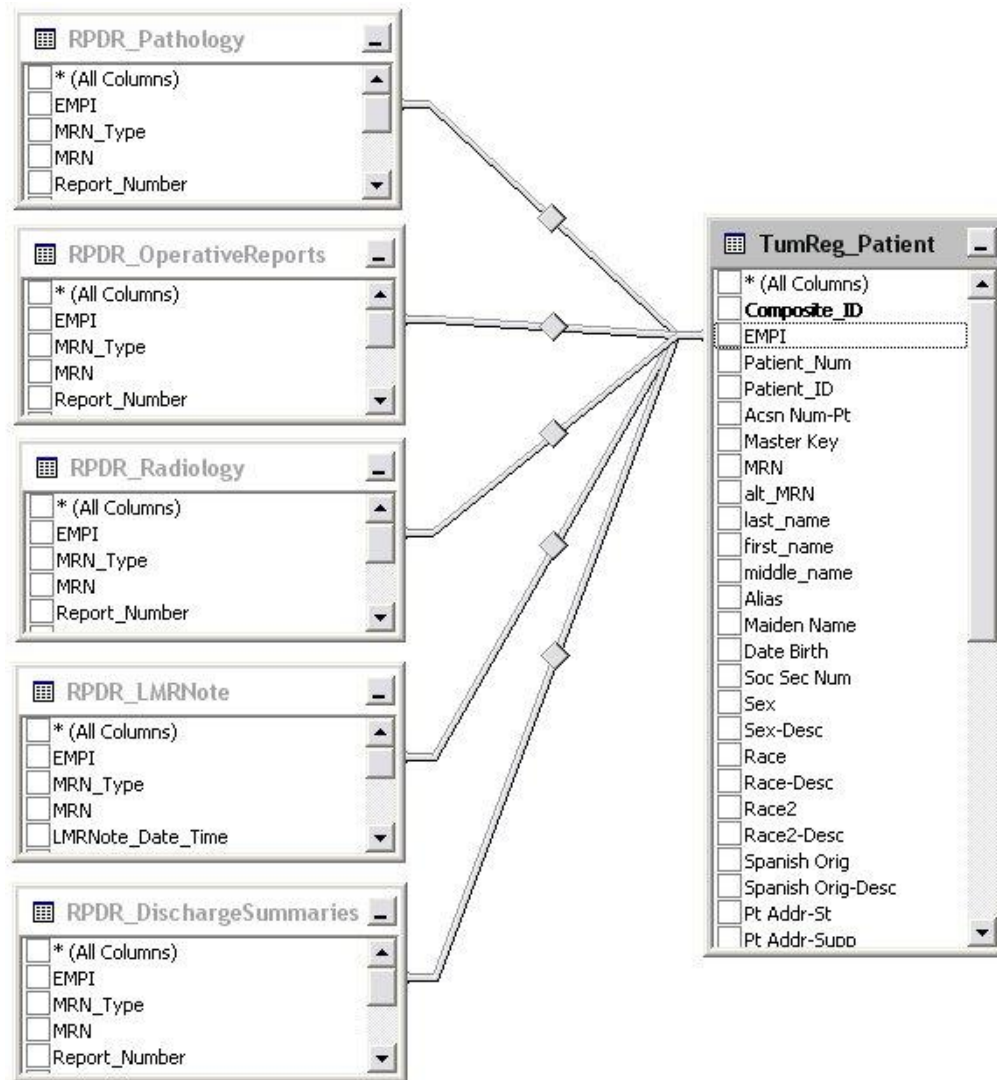 RPDR_Pathology
* (All Columns)
EMPI
MRN_Type
MRN
Report_Number
RPDR_OperativeReports
* (All Columns)
EMPI
MRN_Type
MRN
Report_Number
RPDR_Radiology
* (All Columns)
EMPI
MRN_Type
MRN
Report_Number
RPDR_LMRNote
* (All Columns)
EMPI
MRN_Type
MRN
LMRNote_Date_Time
RPDR_DischargeSummaries
* (All Columns)
EMPI
MRN_Type
MRN
Report_Number
TumReg_Patient
* (All Columns)
Composite_ID
EMPI
Patient_Num
Patient_ID
Acsn Num-Pt
Master Key
MRN
alt_MRN
last_name
first_name
middle_name
Alias
Maiden Name
Date Birth
Soc Sec Num
Sex
Sex-Desc
Race
Race-Desc
Race2
Race2-Desc
Spanish Orig
Spanish Orig-Desc
Pt Addr-St
Pt Addr-Supp